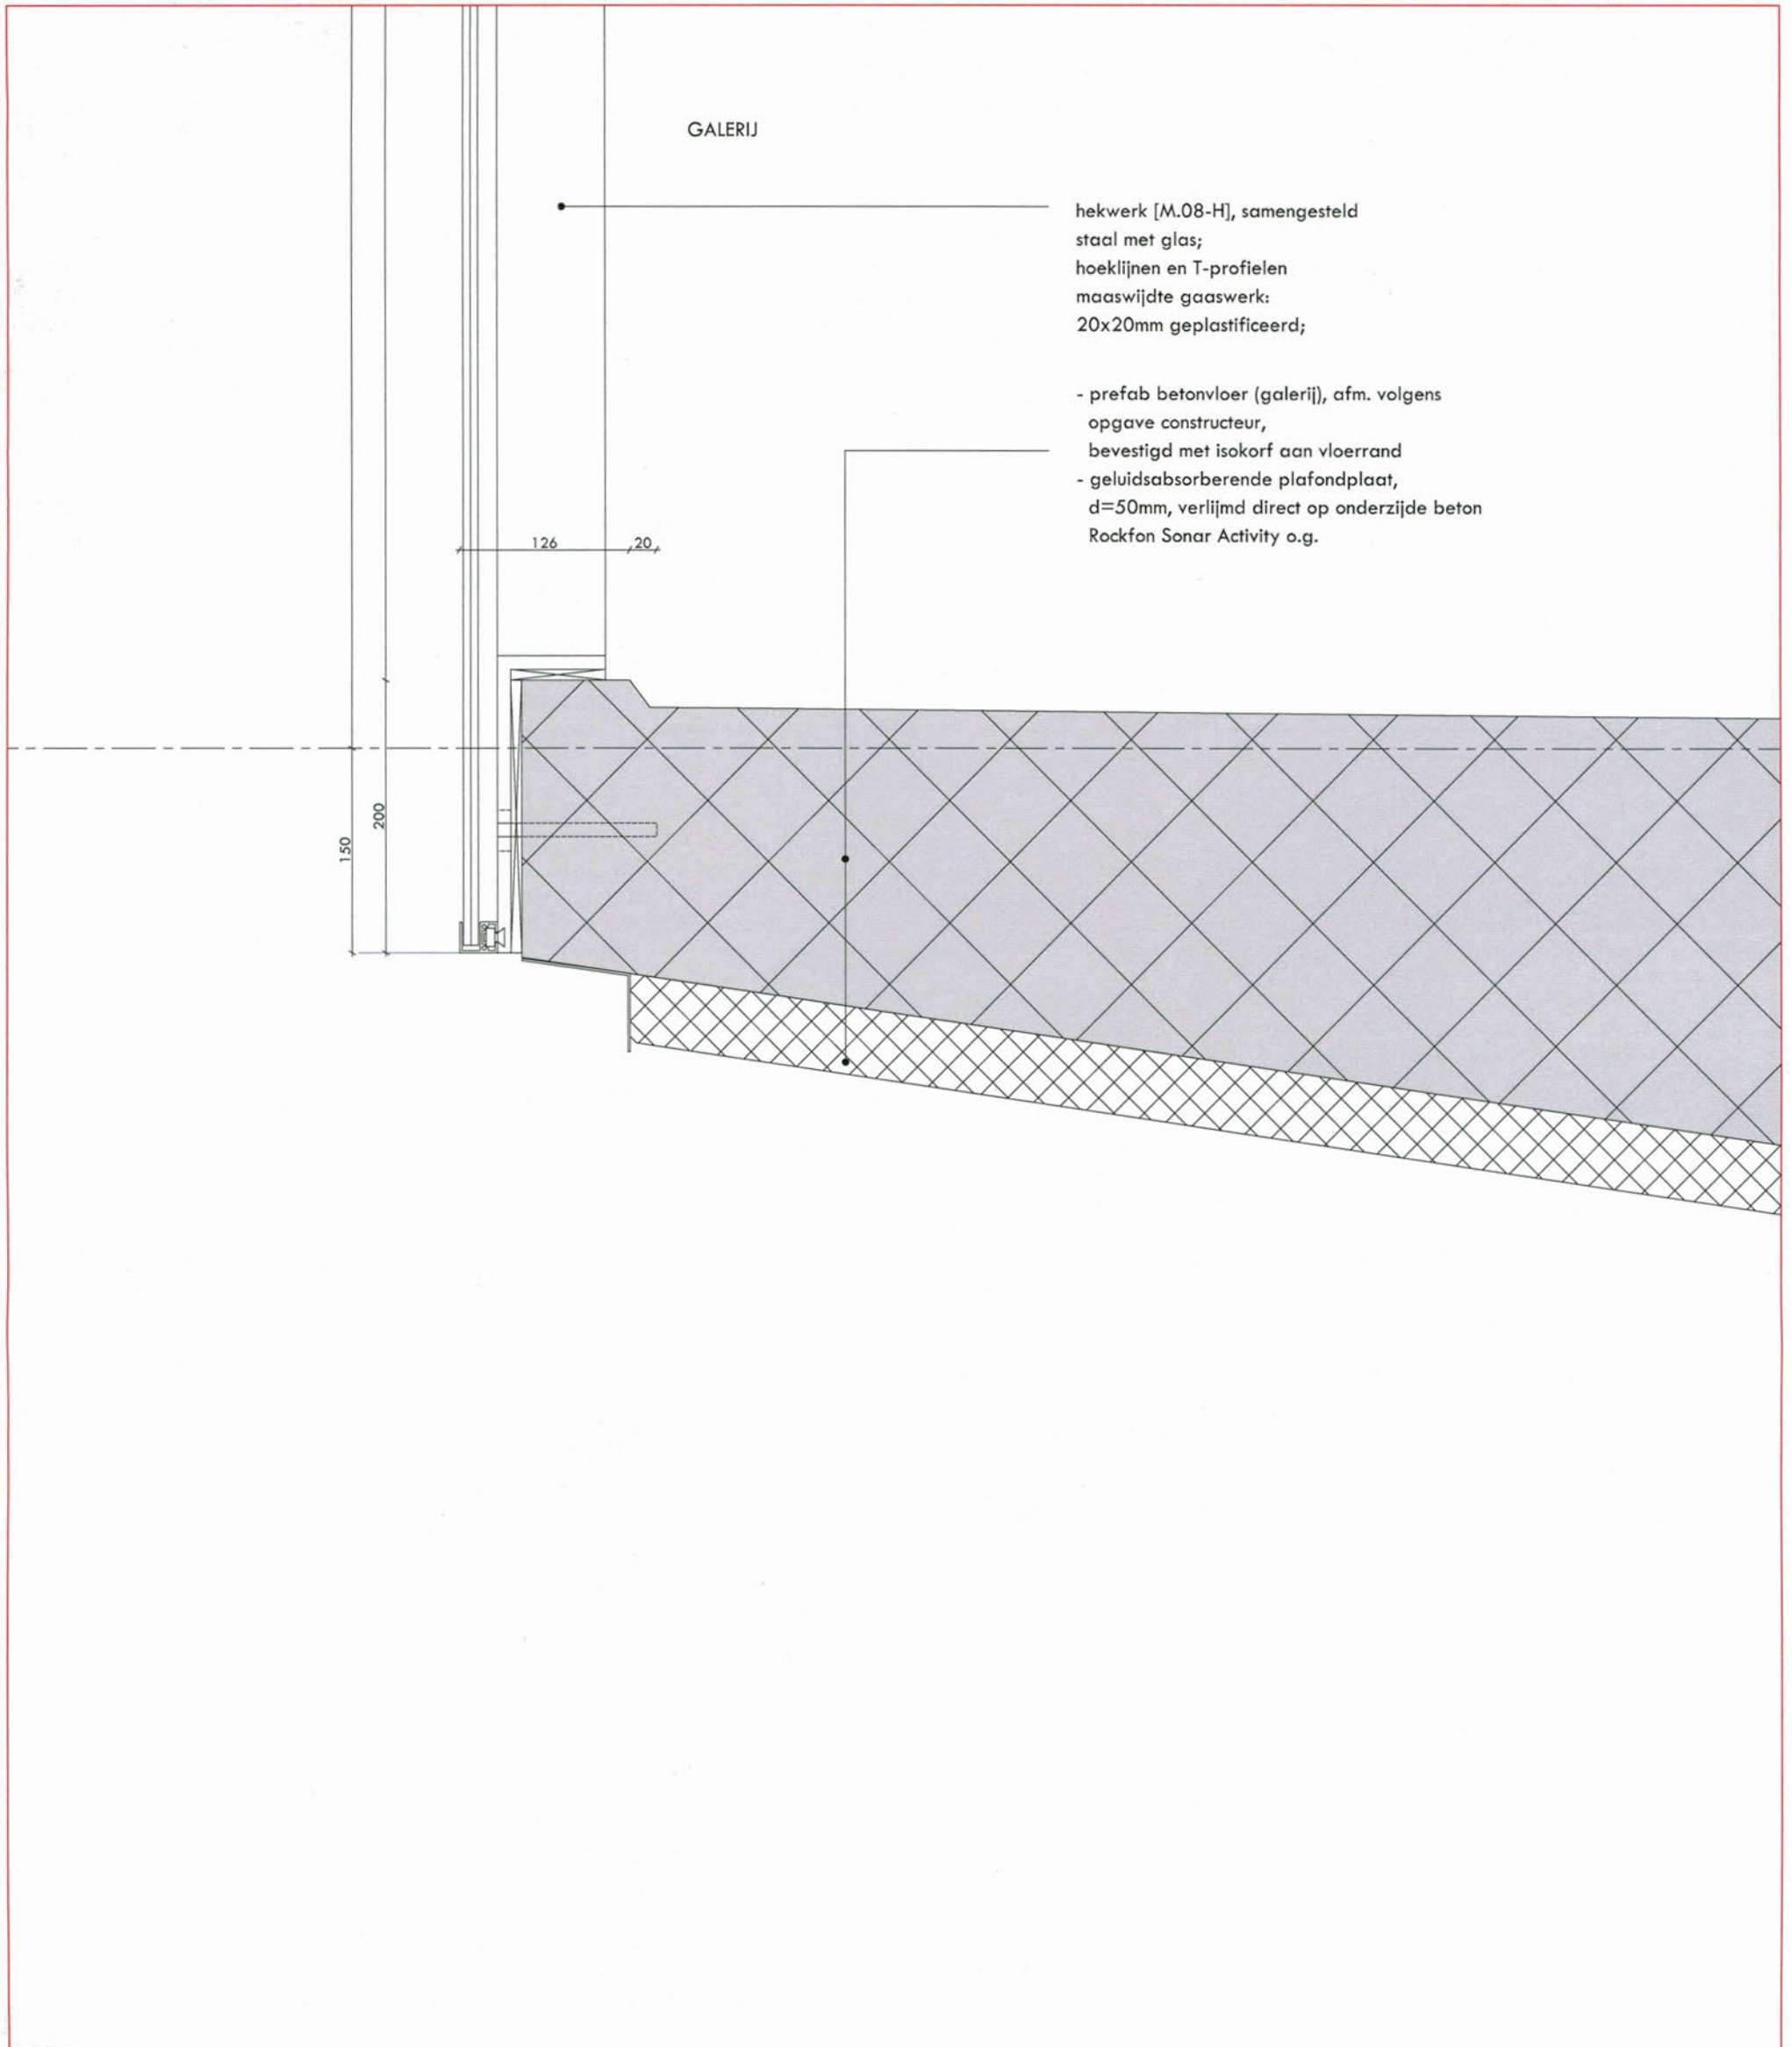 GALERIJ
hekwerk [M.08-H], samengesteld
staal met glas;
hoeklijnen en T-profielen
maaswijdte gaaswerk:
20x20mm geplastificeerd;
- prefab betonvloer (galerij), afm. volgens
opgave constructeur,
bevestigd met isokorf aan vloerrand
- geluidsabsorberende plafondplaat,
d=50mm, verlijmd direct op onderzijde beton
Rockfon Sonar Activity o.g.
126 20
200
150